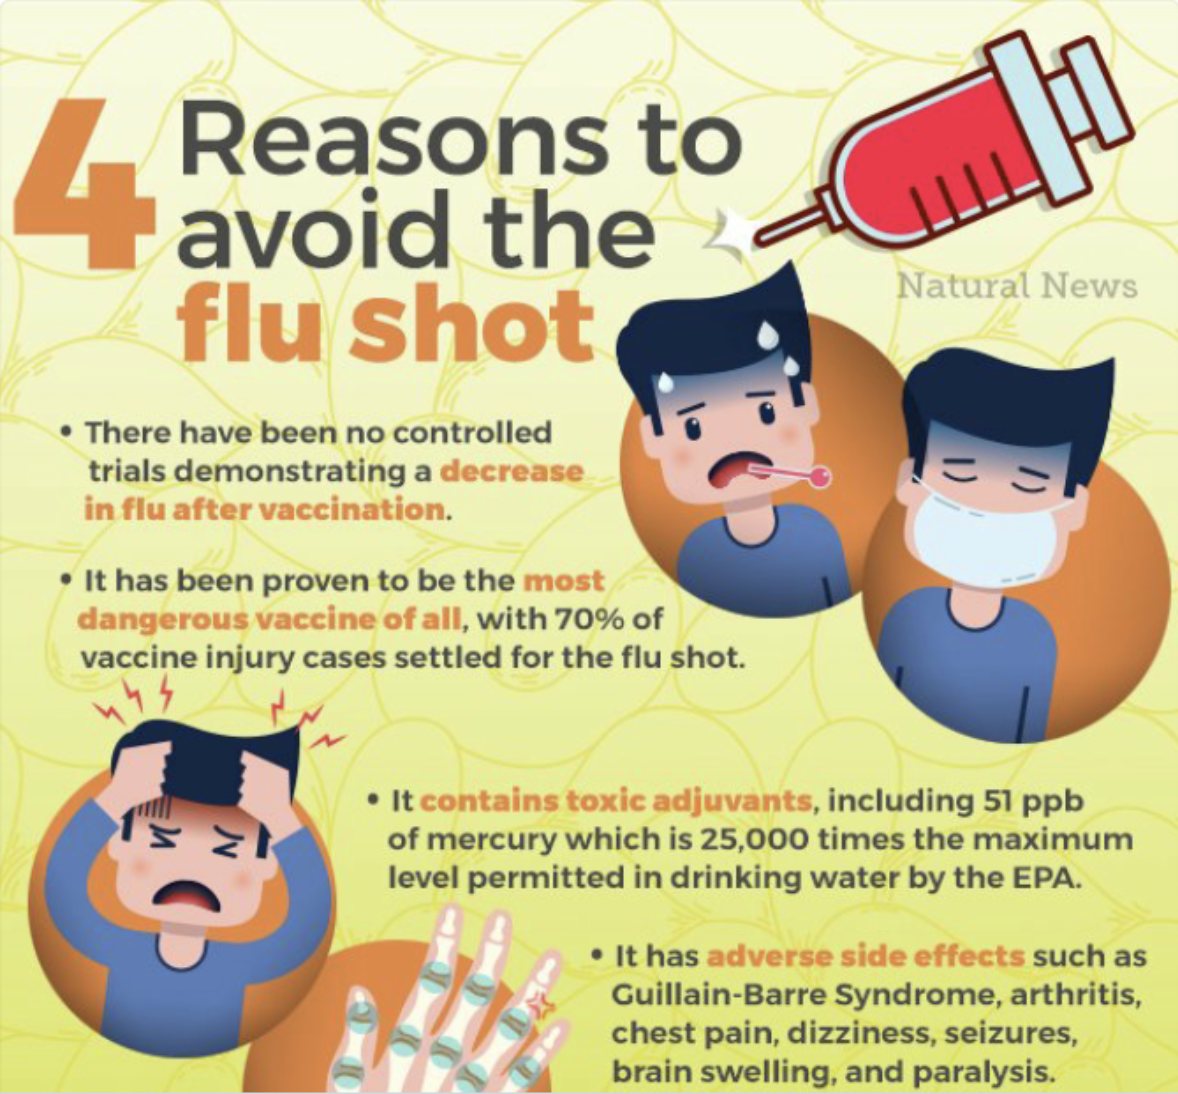 4 Reasons to
avoid the
flu shot
Natural News
• There have been no controlled
trials demonstrating a decrease
in flu after vaccination.
• It has been proven to be the most
dangerous vaccine of all, with 70% of
vaccine injury cases settled for the flu shot.
• It contains toxic adjuvants, including 51 ppb
of mercury which is 25,000 times the maximum
level permitted in drinking water by the EPA.
• It has adverse side effects such as
Guillain-Barre Syndrome, arthritis,
chest pain, dizziness, seizures,
brain swelling, and paralysis.